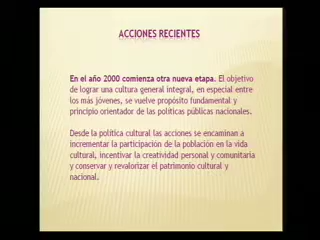 ACCIONES RECIENTES
En el año 2000 comienza otra nueva etapa. El objetivo
de lograr una cultura general integral, en especial entre
los más jóvenes, se vuelve propósito fundamental y
principio orientador de las políticas públicas nacionales.
Desde la política cultural las acciones se encaminan a
incrementar la participación de la población en la vida
cultural, incentivar la creatividad personal y comunitaria
y conservar y revalorizar el patrimonio cultural y
nacional.